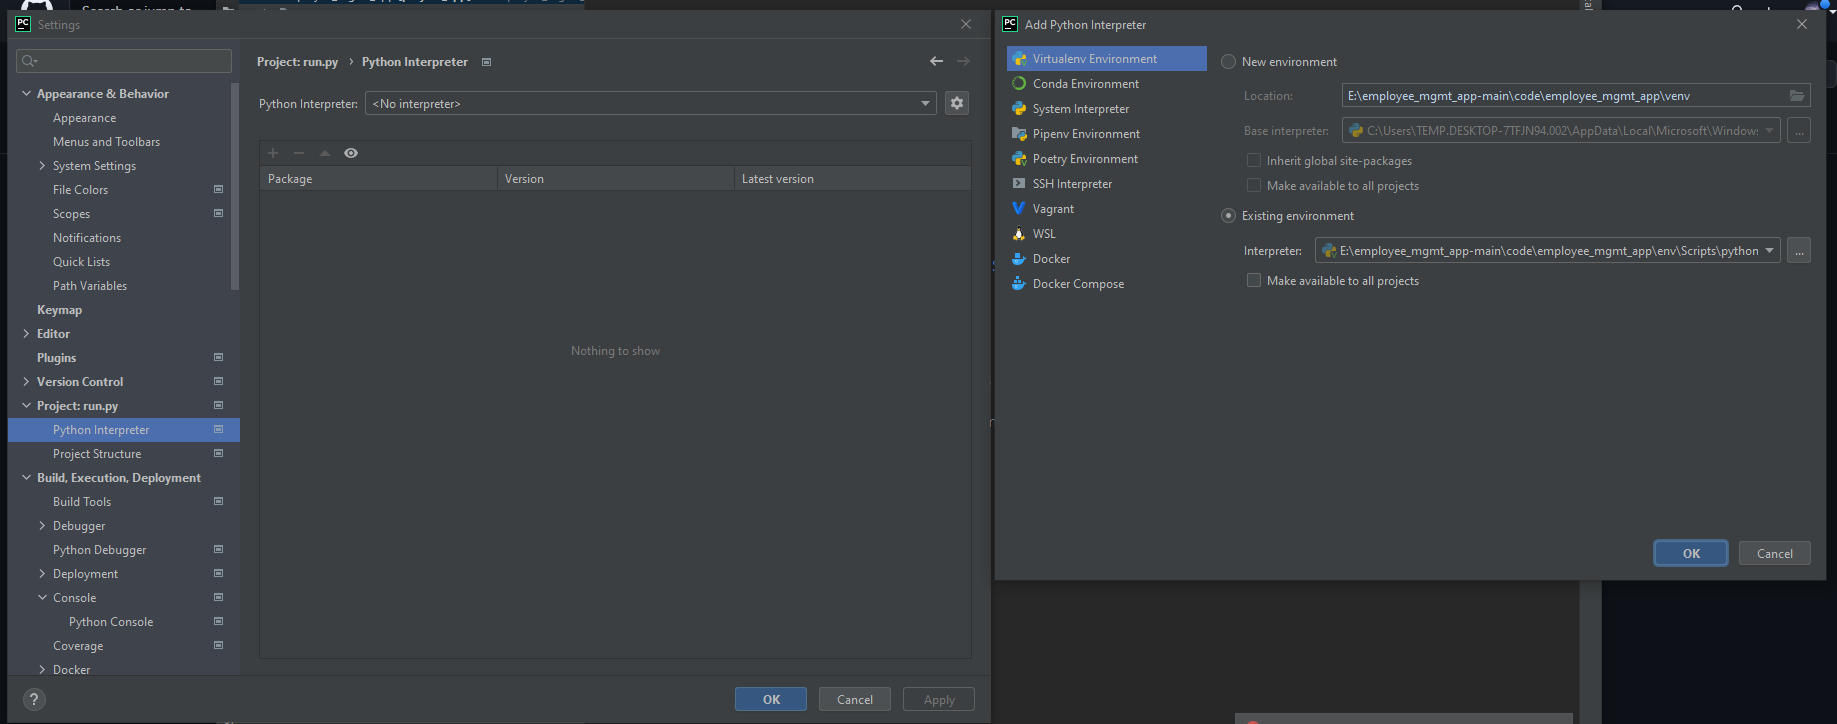 Settings
Appearance & Behavior
Appearance
Menus and Toolbars
System Settings
File Colors
Scopes
Notifications
Quick Lists
Path Variables
Keymap
Editor
Plugins
Version Control
Project: run.py
Python Interpreter
Project Structure
Build, Execution, Deployment
Build Tools
Debugger
Python Debugger
Deployment
Console
Python Console
Coverage
Docker
Project: run.py › Python Interpreter
Python Interpreter: <No interpreter>
Package Version Latest version
Nothing to show
? OK Cancel Apply
Add Python Interpreter
Virtualenv Environment
Conda Environment
System Interpreter
Pipenv Environment
Poetry Environment
SSH Interpreter
Vagrant
WSL
Docker
Docker Compose
New environment
Location: E:\employee_mgmt_app-main\code\employee_mgmt_app\venv
Base interpreter: C:\Users\TEMP.DESKTOP-7TFJN94.002\AppData\Local\Microsoft\Windows ...
Inherit global site-packages
Make available to all projects
Existing environment
Interpreter: E:\employee_mgmt_app-main\code\employee_mgmt_app\env\Scripts\python ...
Make available to all projects
OK Cancel